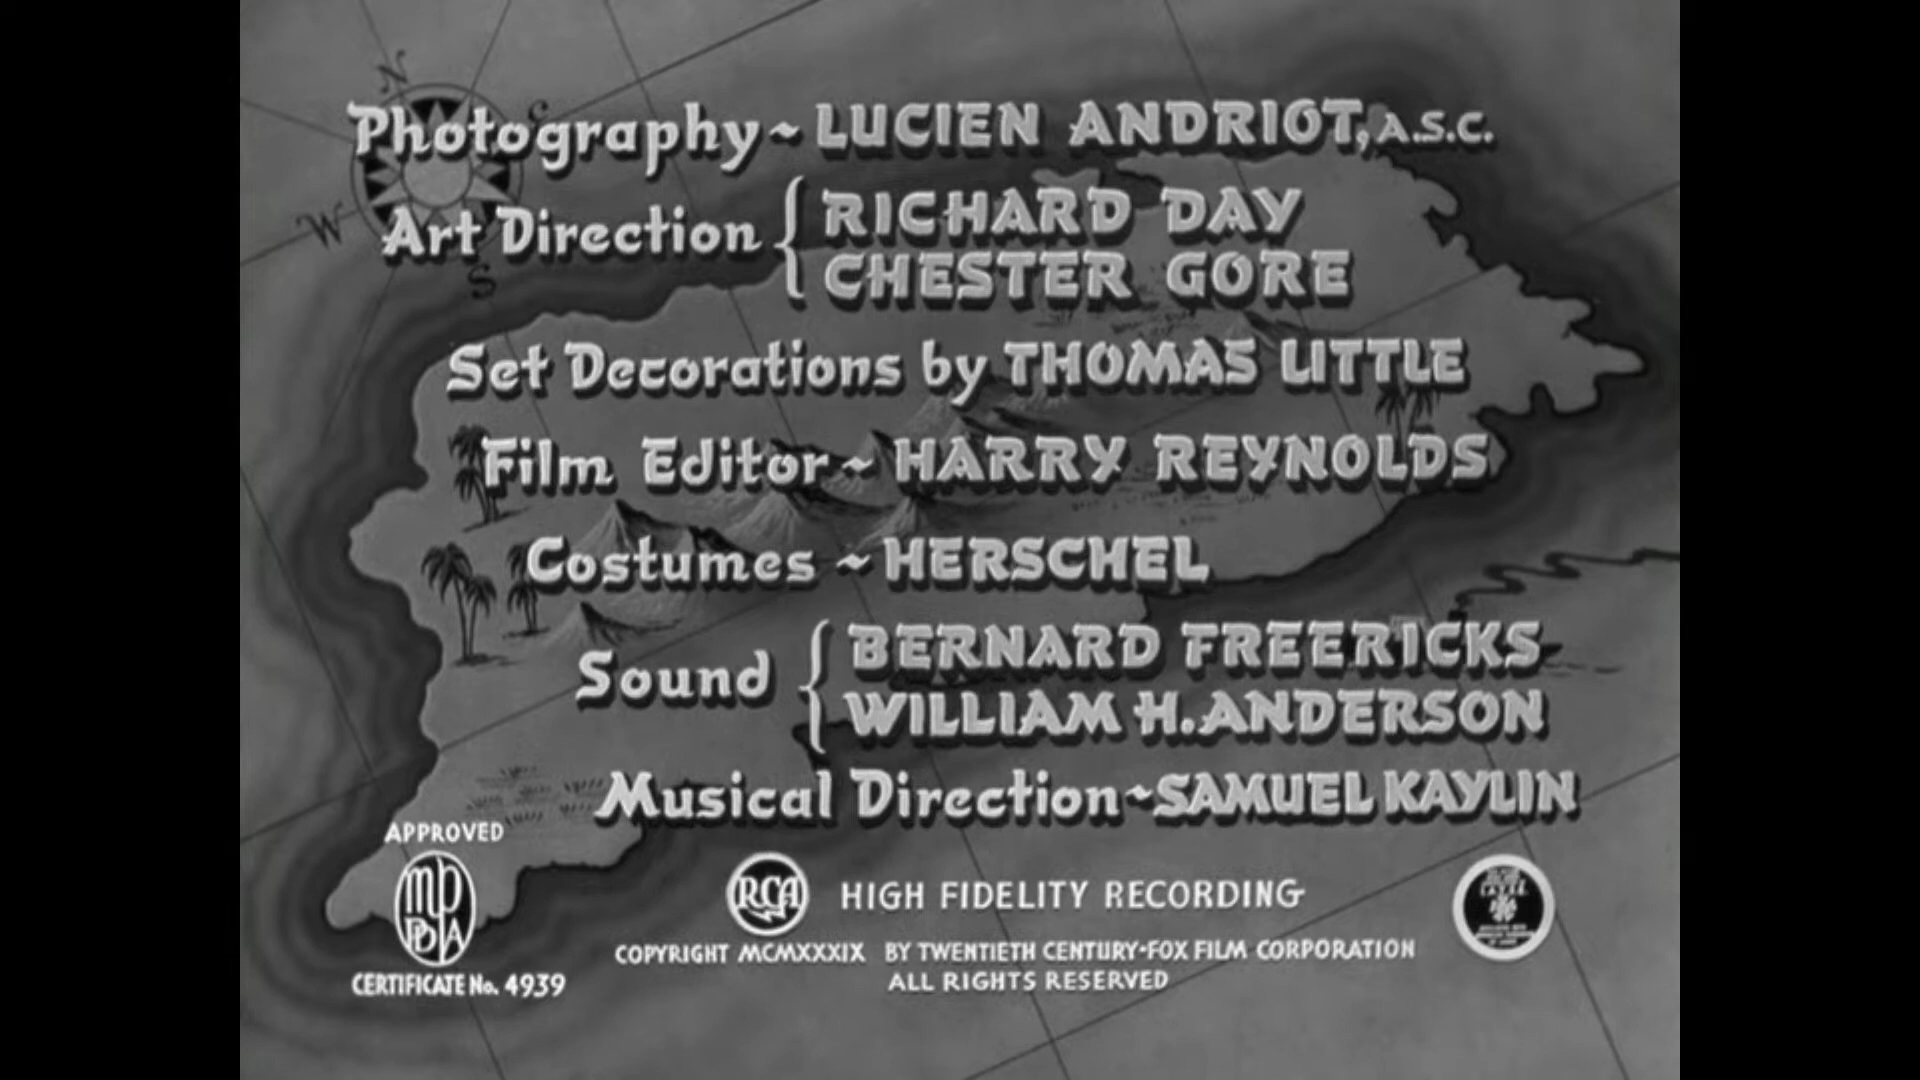 N
W
S
Photography~ LUCIEN ANDRIOT, A.S.C.
Art Direction { RICHARD DAY
CHESTER GORE
Set Decorations by THOMAS LITTLE
Film Editor~ HARRY REYNOLDS
Costumes ~ HERSCHEL
Sound { BERNARD FREERICKS
WILLIAM H. ANDERSON
Musical Direction~SAMUEL KAYLIN
APPROVED
MPPDA
CERTIFICATE No. 4939
RCA HIGH FIDELITY RECORDING
COPYRIGHT MCMXXXIX BY TWENTIETH CENTURY-FOX FILM CORPORATION
ALL RIGHTS RESERVED